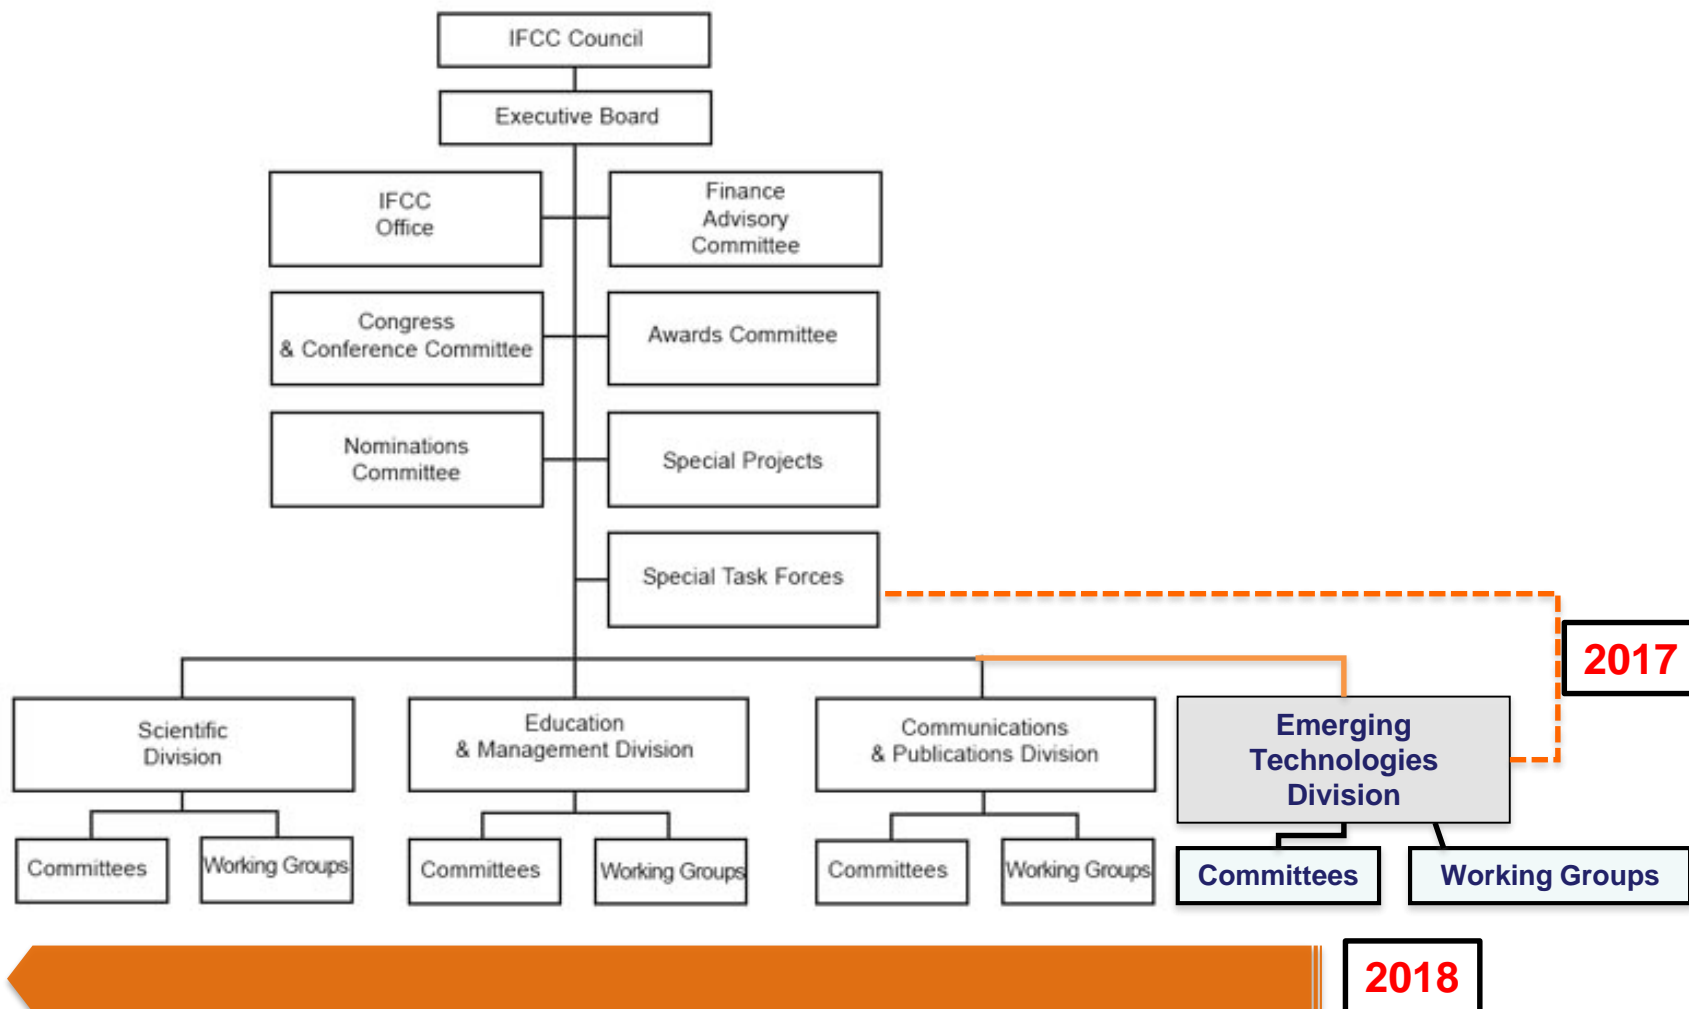 IFCC Council
Executive Board
IFCC
Office
Finance
Advisory
Committee
Congress
& Conference Committee
Awards Committee
Nominations
Committee
Special Projects
Special Task Forces
2017
Scientific
Division
Education
& Management Division
Communications
& Publications Division
Emerging
Technologies
Division
Committees
Working Groups
Committees
Working Groups
Committees
Working Groups
Committees
Working Groups
2018